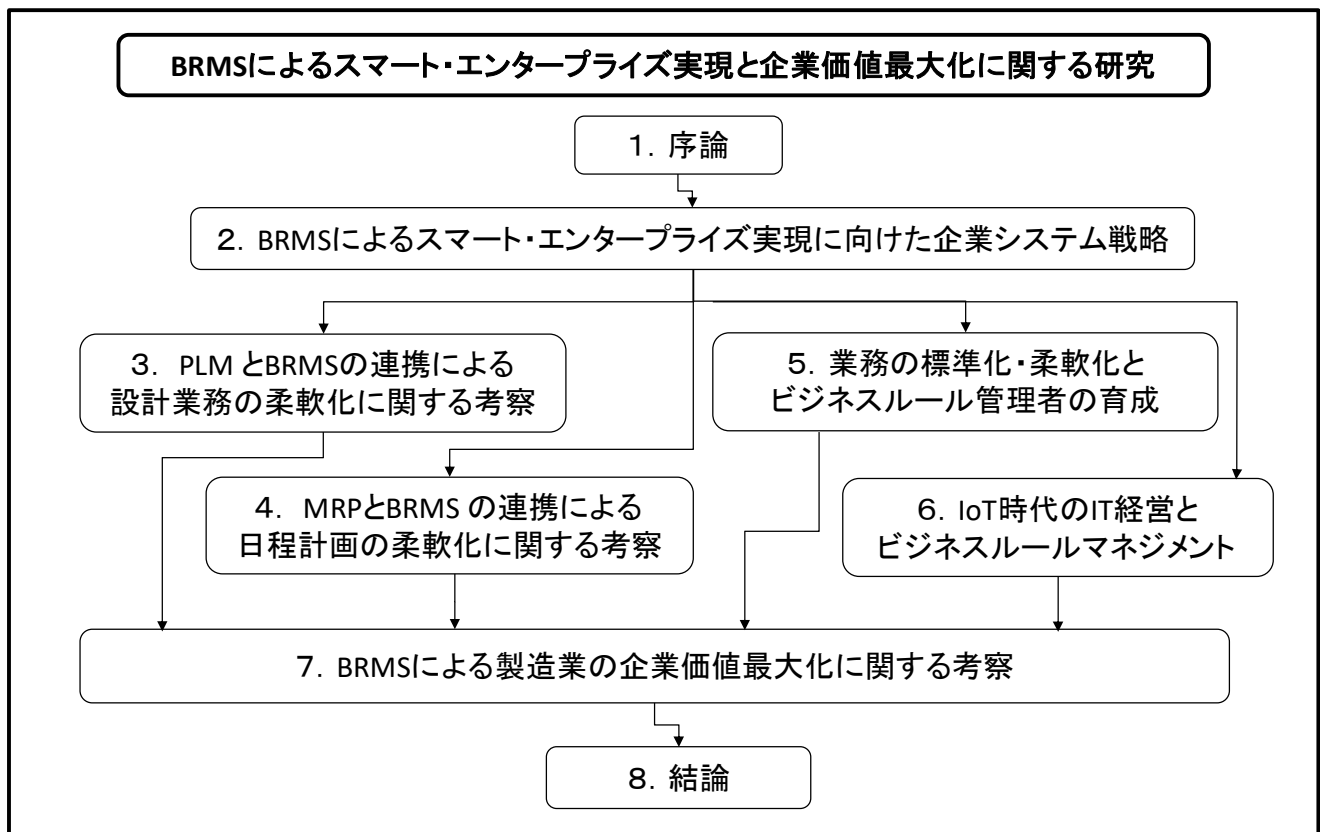 BRMSによるスマート・エンタープライズ実現と企業価値最大化に関する研究
1．序論
2．BRMSによるスマート・エンタープライズ実現に向けた企業システム戦略
3．PLM とBRMSの連携による
設計業務の柔軟化に関する考察
5．業務の標準化・柔軟化と
ビジネスルール管理者の育成
4．MRPとBRMS の連携による
日程計画の柔軟化に関する考察
6．IoT時代のIT経営と
ビジネスルールマネジメント
7．BRMSによる製造業の企業価値最大化に関する考察
8．結論